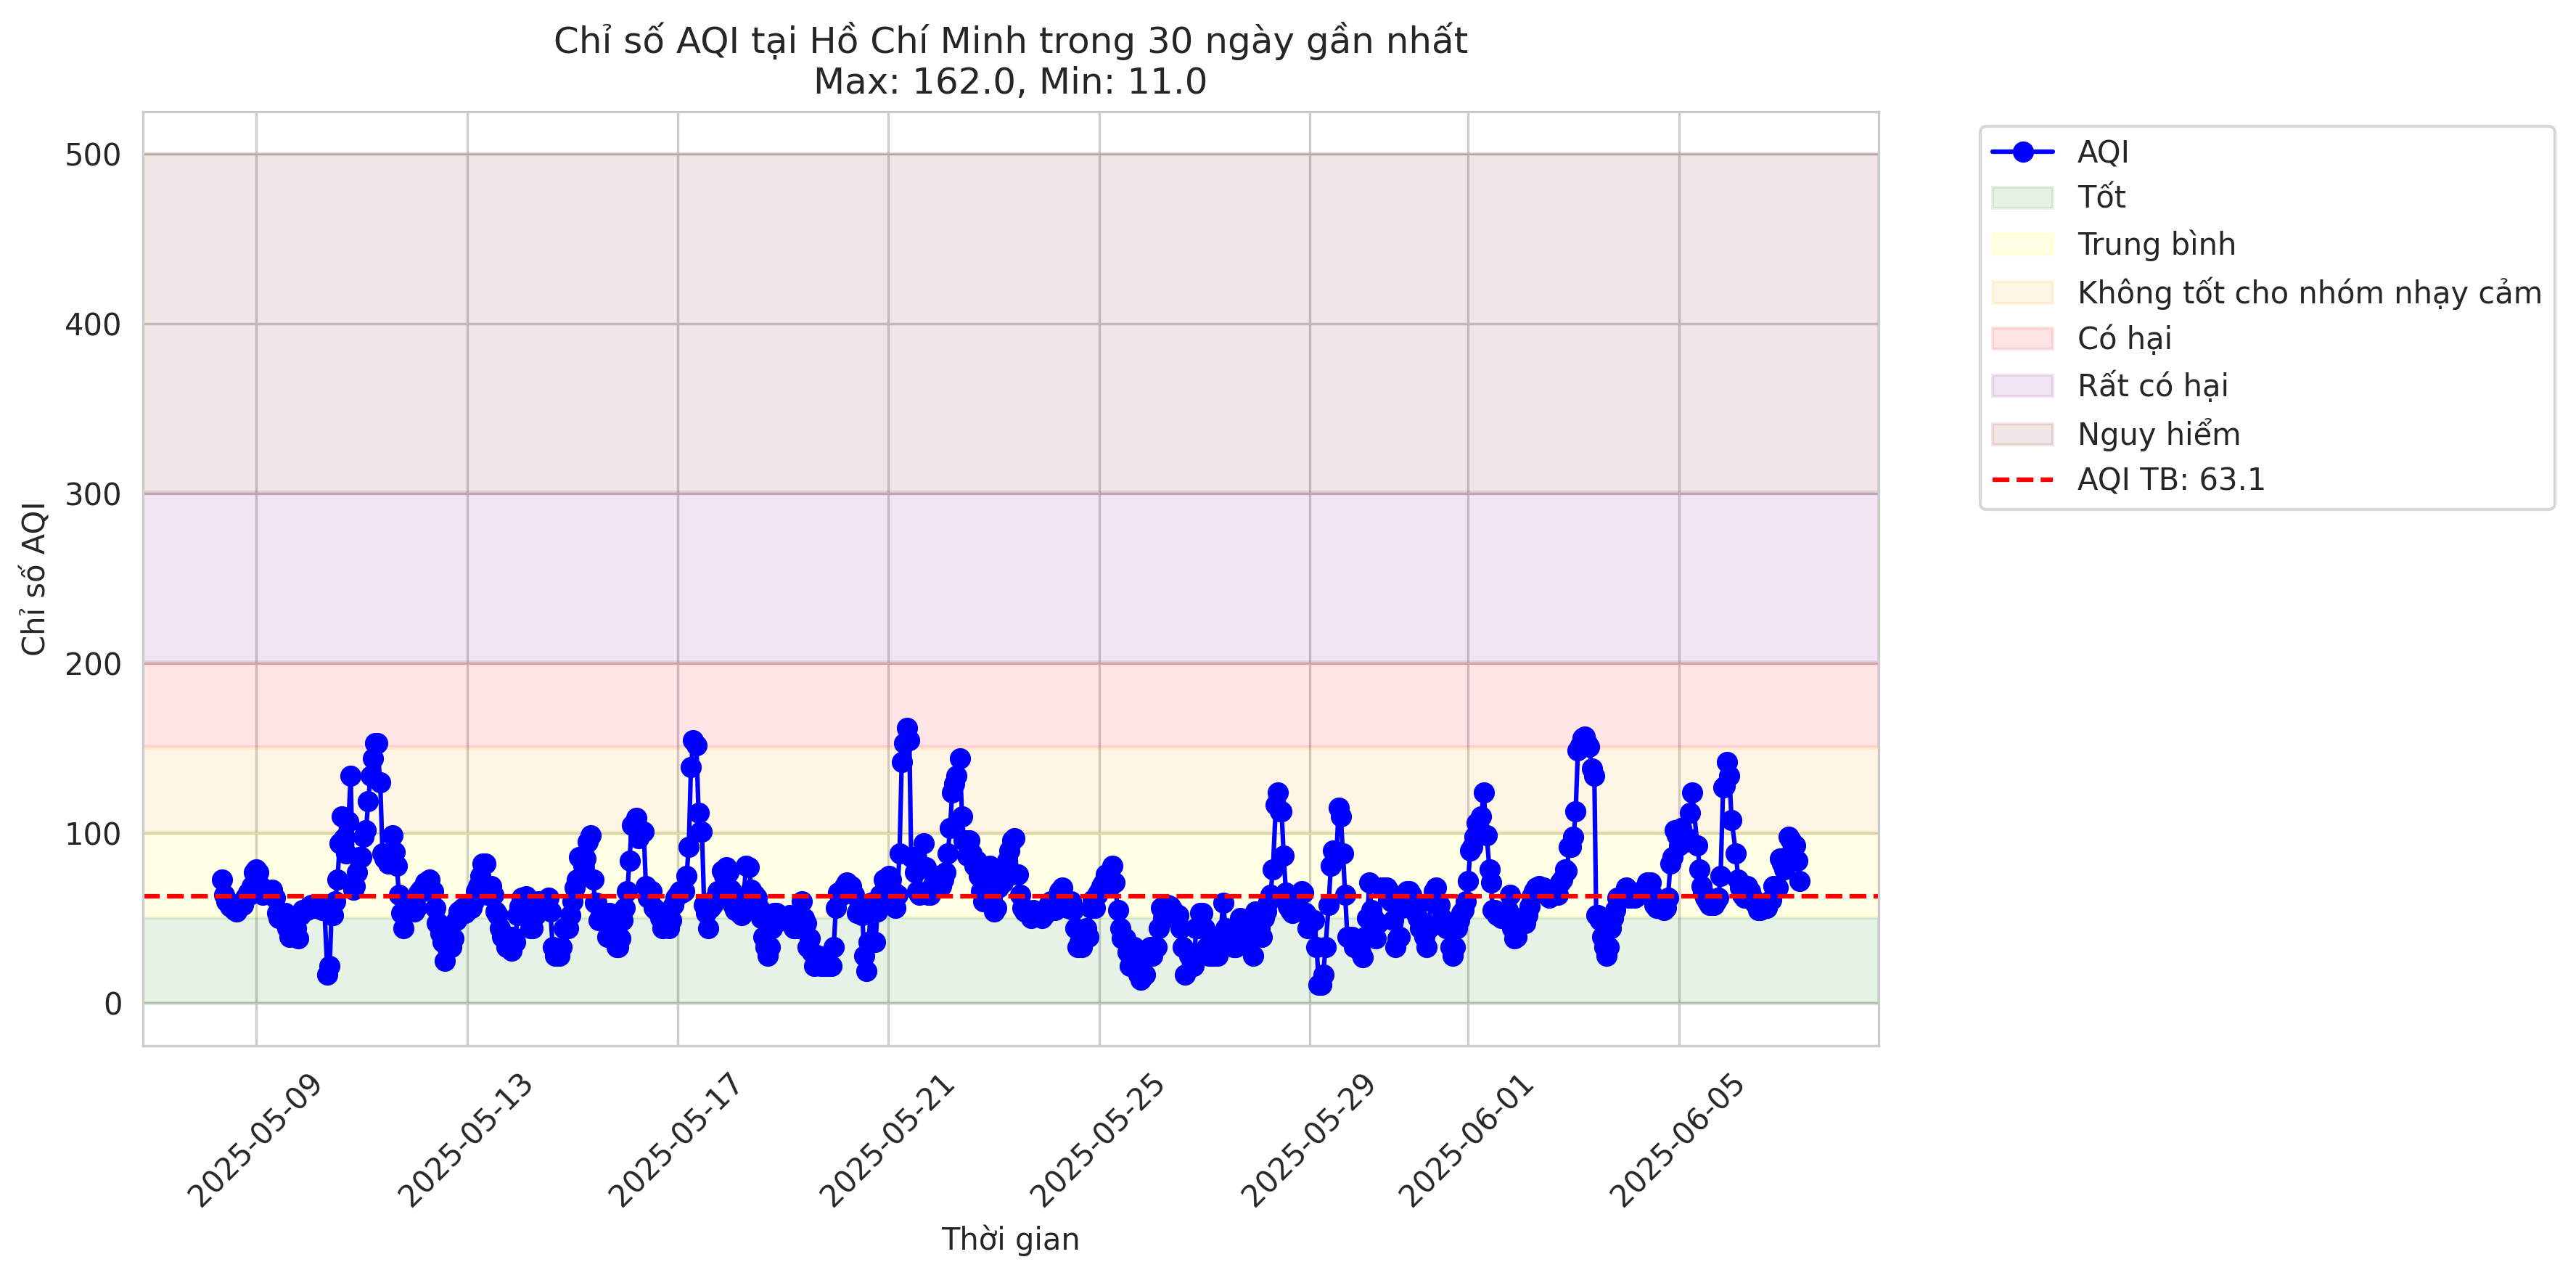 Chỉ số AQI tại Hồ Chí Minh trong 30 ngày gần nhất
Max: 162.0, Min: 11.0
Chỉ số AQI
500
400
300
200
100
0
2025-05-09
2025-05-13
2025-05-17
2025-05-21
2025-05-25
2025-05-29
2025-06-01
2025-06-05
Thời gian
AQI
Tốt
Trung bình
Không tốt cho nhóm nhạy cảm
Có hại
Rất có hại
Nguy hiểm
AQI TB: 63.1